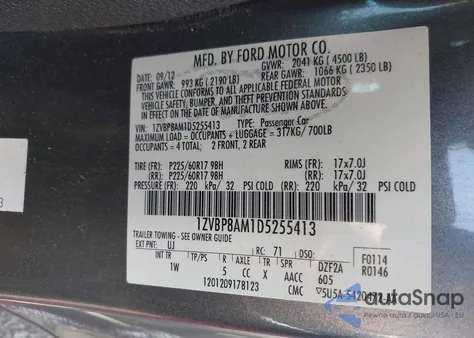 MFD. BY FORD MOTOR CO.
DATE: 09/12 GVWR: 2041 KG ( 4500 LB)
FRONT GAWR: 993 KG ( 2190 LB) REAR GAWR: 1066 KG ( 2350 LB)
THIS VEHICLE CONFORMS TO ALL APPLICABLE FEDERAL MOTOR VEHICLE
SAFETY, BUMPER, AND THEFT PREVENTION STANDARDS
IN EFFECT ON THE DATE OF MANUFACTURE SHOWN ABOVE.
VIN: 1ZVBP8AM1D5255413 TYPE: Passenger Car
MAXIMUM LOAD = OCCUPANTS + LUGGAGE = 317KG/ 700LB
OCCUPANTS = 4 TOTAL; 2 FRONT, 2 REAR
TIRE (FR): P225/60R17 98H RIMS (FR): 17x7.0J
(RR): P225/60R17 98H (RR): 17x7.0J
PRESSURE (FR): 220 kPa/ 32 PSI COLD (RR): 220 kPa/ 32 PSI COLD
1ZVBP8AM1D5255413
TRAILER TOWING- SEE OWNER GUIDE
EXT PNT: UJ RC: 71 DSO: F0114
INT TR TP/PS R AXLE TR SPR DZF2A R0146
1W 5 CC X AACC 605
1201209178123 CMC
autoSnap
Pewne auta z aukcji USA·EU